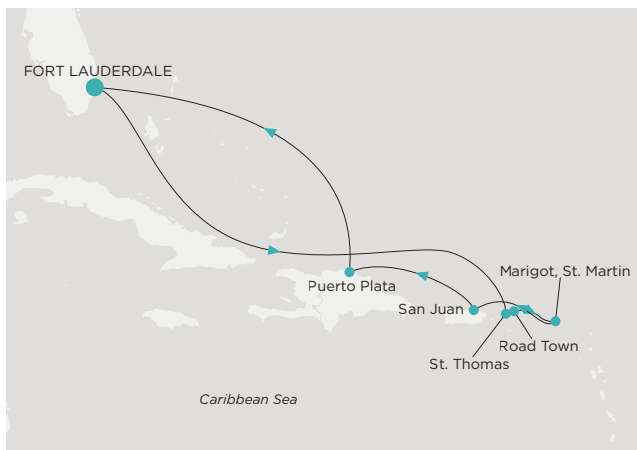 FORT LAUDERDALE
Marigot, St. Martin
Puerto Plata
San Juan
Road Town
St. Thomas
Caribbean Sea